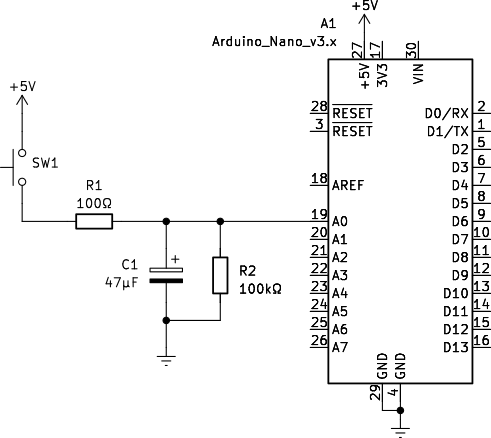 +5V
A1
Arduino_Nano_v3.x
27
17
30
+5V
3V3
VIN
+5V
SW1
R1
100Ω
C1
47µF
+
R2
100kΩ
28 RESET
3 RESET
18 AREF
19 A0
20 A1
21 A2
22 A3
23 A4
24 A5
25 A6
26 A7
D0/RX 2
D1/TX 1
D2 5
D3 6
D4 7
D5 8
D6 9
D7 10
D8 11
D9 12
D10 13
D11 14
D12 15
D13 16
GND
GND
29
4